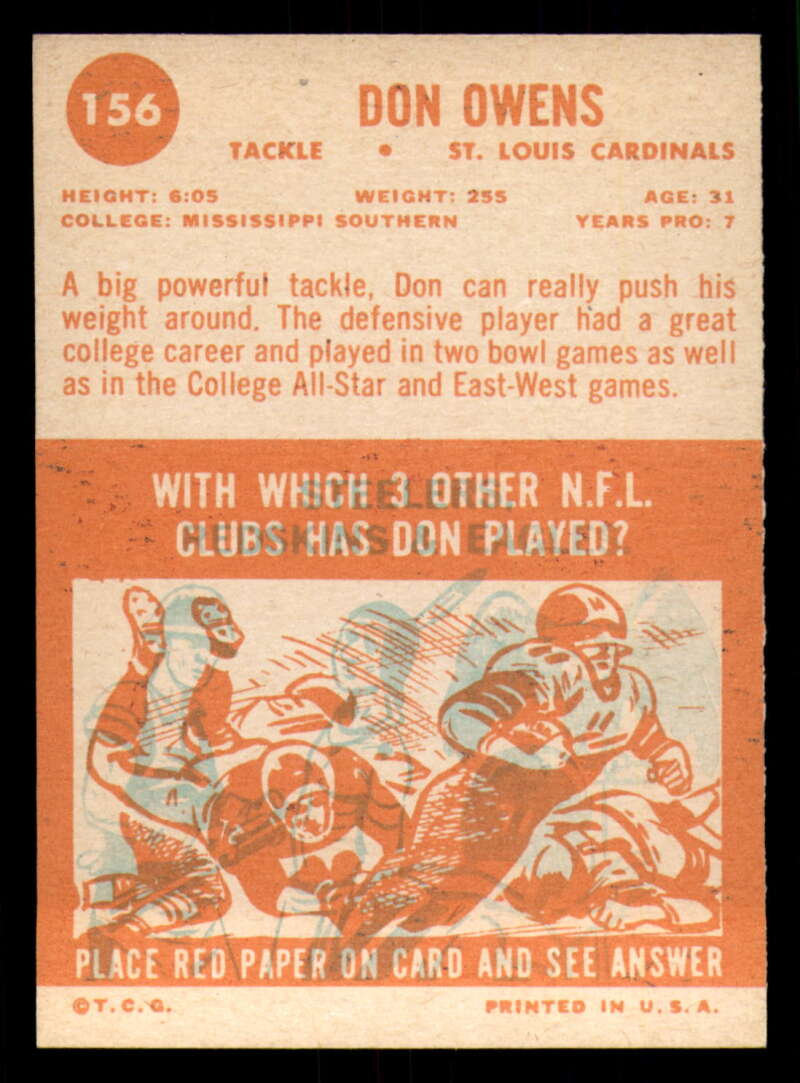 156
DON OWENS
TACKLE • ST. LOUIS CARDINALS
HEIGHT: 6:05 WEIGHT: 255 AGE: 31
COLLEGE: MISSISSIPPI SOUTHERN YEARS PRO: 7
A big powerful tackle, Don can really push his
weight around. The defensive player had a great
college career and played in two bowl games as well
as in the College All-Star and East-West games.
WITH WHICH 3 OTHER N.F.L.
STEELERS,
CLUBS HAS DON PLAYED?
REDSKINS & EAGLES.
PLACE RED PAPER ON CARD AND SEE ANSWER
©T.C.G. PRINTED IN U.S.A.